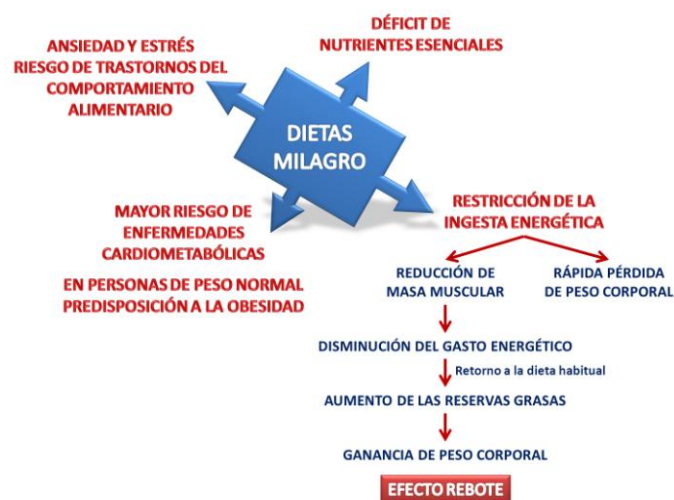 DÉFICIT DE
NUTRIENTES ESENCIALES
ANSIEDAD Y ESTRÉS
RIESGO DE TRASTORNOS DEL
COMPORTAMIENTO
ALIMENTARIO
DIETAS
MILAGRO
MAYOR RIESGO DE
ENFERMEDADES
CARDIOMETABÓLICAS
EN PERSONAS DE PESO NORMAL
PREDISPOSICIÓN A LA OBESIDAD
RESTRICCIÓN DE LA
INGESTA ENERGÉTICA
REDUCCIÓN DE
MASA MUSCULAR
RÁPIDA PÉRDIDA
DE PESO CORPORAL
DISMINUCIÓN DEL GASTO ENERGÉTICO
Retorno a la dieta habitual
AUMENTO DE LAS RESERVAS GRASAS
GANANCIA DE PESO CORPORAL
EFECTO REBOTE